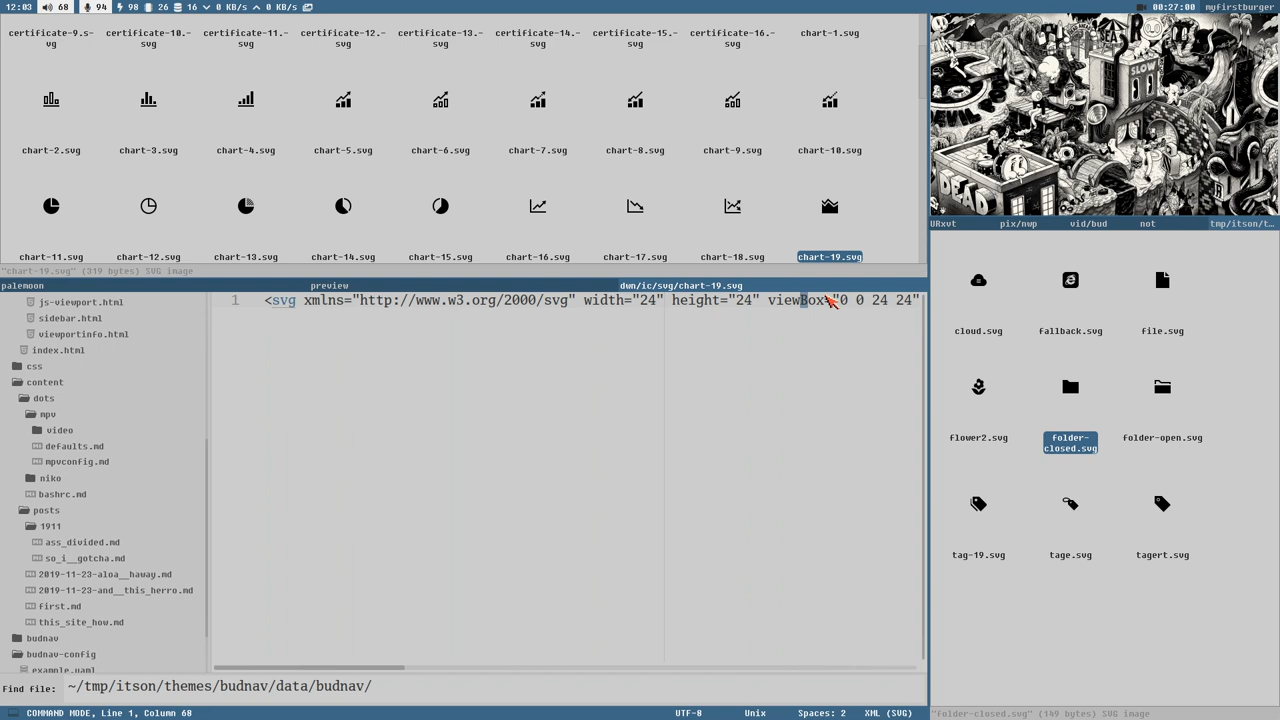 12:03 68 94 98 26 16 0 KB/s 0 KB/s 00:27:00 myfirstburger
certificate-9.s-
vg
certificate-10.-
svg
certificate-11.-
svg
certificate-12.-
svg
certificate-13.-
svg
certificate-14.-
svg
certificate-15.-
svg
certificate-16.-
svg
chart-1.svg
chart-2.svg chart-3.svg chart-4.svg chart-5.svg chart-6.svg chart-7.svg chart-8.svg chart-9.svg chart-10.svg
chart-11.svg chart-12.svg chart-13.svg chart-14.svg chart-15.svg chart-16.svg chart-17.svg chart-18.svg chart-19.svg
"chart-19.svg" (319 bytes) SVG image
palemoon preview dwn/ic/svg/chart-19.svg
js-viewport.html
sidebar.html
viewportinfo.html
index.html
css
content
dots
mpv
video
defaults.md
mpvconfig.md
niko
bashrc.md
posts
1911
ass_divided.md
so_i__gotcha.md
2019-11-23-aloa__haway.md
2019-11-23-and__this_herro.md
first.md
this_site_how.md
budnav
budnav-config
example.yaml
1 <svg xmlns="http://www.w3.org/2000/svg" width="24" height="24" viewBox="0 0 24 24"
Find file: ~/tmp/itson/themes/budnav/data/budnav/
COMMAND MODE, Line 1, Column 68 UTF-8 Unix Spaces: 2 XML (SVG)
SLOW
DEAD
URxvt pix/nwp vid/bud not tmp/itson/t…
cloud.svg fallback.svg file.svg
flower2.svg
folder-
closed.svg
folder-open.svg
tag-19.svg tage.svg tagert.svg
"folder-closed.svg" (149 bytes) SVG image